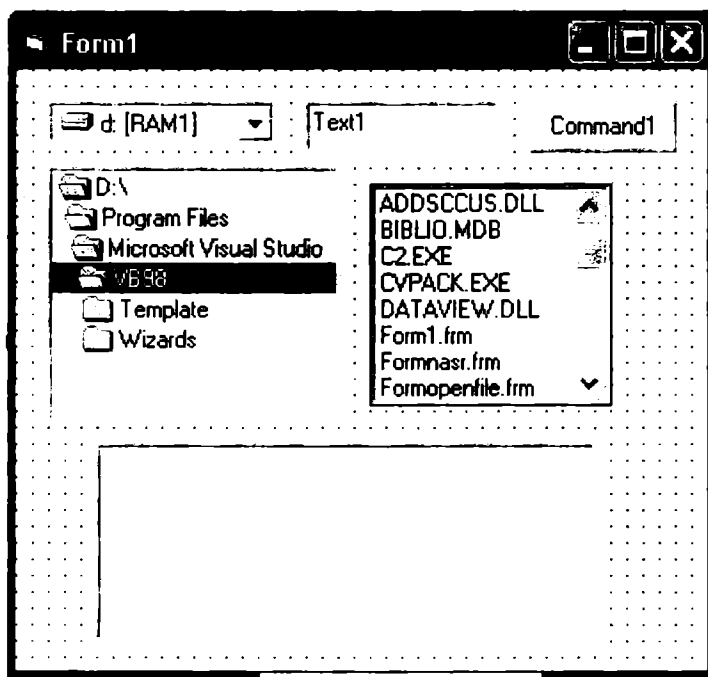 Form1
d: [RAM1]
Text1
Command1
D:\
Program Files
Microsoft Visual Studio
VB98
Template
Wizards
ADDSCCUS.DLL
BIBLIO.MDB
C2.EXE
CVPACK.EXE
DATAVIEW.DLL
Form1.frm
Formnasr.frm
Formopenfile.frm